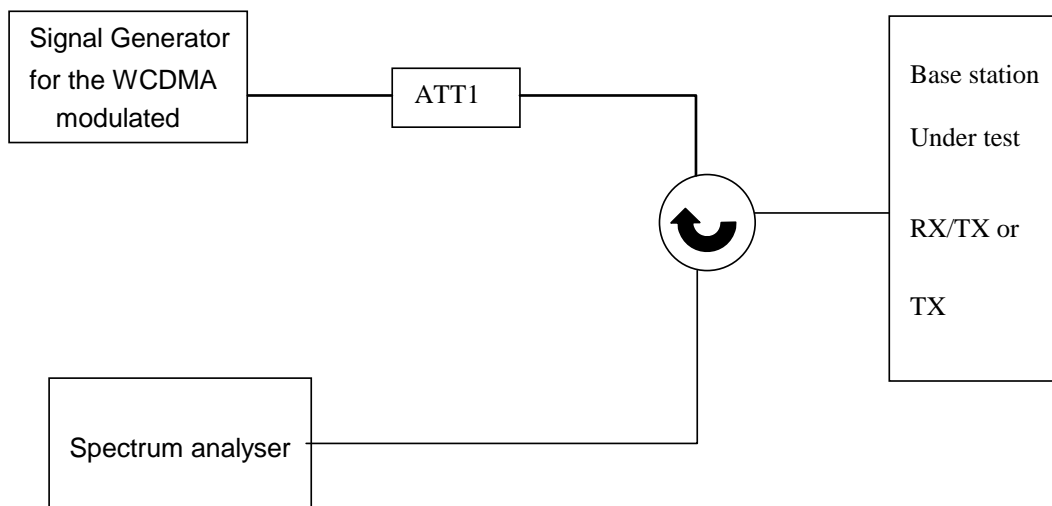 Signal Generator
for the WCDMA
modulated
ATT1
Base station
Under test
RX/TX or
TX
Spectrum analyser